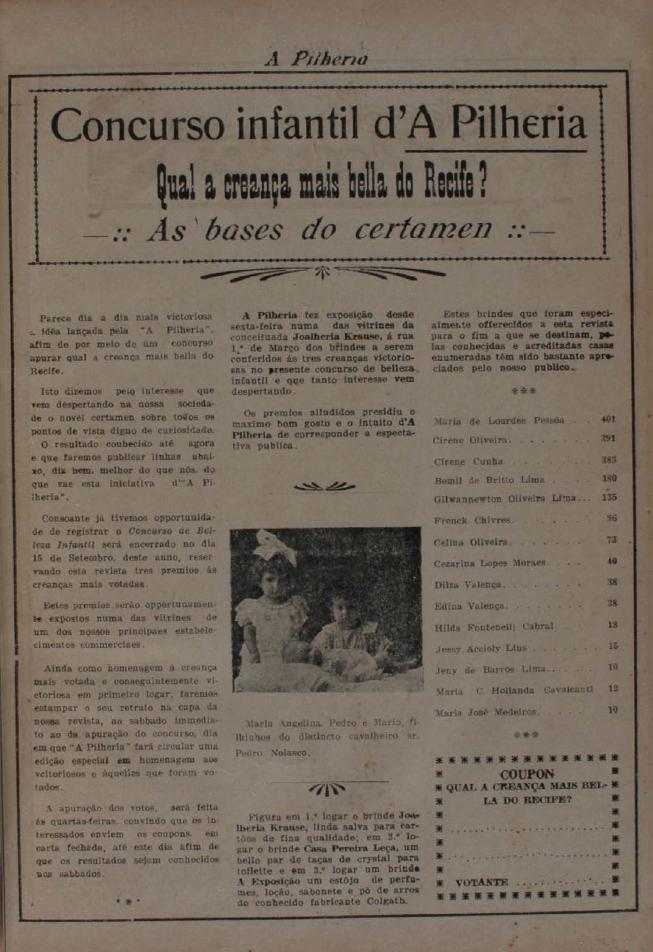 A Pilheria
Concurso infantil d'A Pilheria
Qual a creança mais bella do Recife?
—:: As bases do certamen ::—
Parece dia a dia mais victoriosa
a idéa lançada pela "A Pilheria",
afim de por meio de um concurso
apurar qual a creança mais bella do
Recife.
Isto dizemos pelo interesse que
vem despertando na nossa socieda-
de o novel certamen sobre todos os
pontos de vista digno de curiosidade.
O resultado conhecido até agora
e que faremos publicar linhas abai-
xo, diz bem, melhor do que nós, do
que vae esta iniciativa d'"A Pi-
lheria".
Consoante já tivemos opportunida-
de de registrar o Concurso de Bel-
leza Infantil será encerrado no dia
15 de Setembro, deste anno, reser-
vando esta revista tres premios ás
creanças mais votadas.
Estes premios serão opportunamen-
te expostos numa das vitrines de
um dos nossos principaes estabele-
cimentos commerciaes.
Ainda como homenagem á creança
mais votada e conseguintemente vi-
ctoriosa em primeiro logar, faremos
estampar o seu retrato na capa da
nossa revista, ao sabbado immedia-
to ao da apuração do concurso, dia
em que "A Pilheria" fará circular uma
edição especial em homenagem aos
vcitoriosos e áquelles que foram vo-
tados.
A apuração dos votos, será feita
ás quartas-feiras, convindo que os in-
teressados enviem os coupons, em
carta fechada, até este dia afim de
que os resultados sejam conhecidos
aos sabbados.
A Pilheria fez exposição desde
sexta-feira numa das vitrines da
conceituada Joalheria Krause, á rua
1.º de Março dos brindes a serem
conferidos ás tres creanças victorio-
sas no presente concurso de belleza
infantil e que tanto interesse vem
despertando.
Os premios alludidos presidiu o
maximo bom gosto e o intuito d'A
Pilheria de corresponder a especta-
tiva publica.
Maria Angelina, Pedro e Mario, fi-
lhinhos do distincto cavalheiro sr.
Pedro Nolasco.
Figura em 1.º logar o brinde Joa-
lheria Krause, linda salva para car-
tões de fina qualidade; em 2.º lo-
gar o brinde Casa Pereira Leça, um
bello par de taças de crystal para
toilette e em 3.º logar um brinde
A Exposição um estojo de perfu-
mes, loção, sabonete e pó de arros
do conhecido fabricante Colgath.
Estes brindes que foram especi-
almente offerecidos a esta revista
para o fim a que se destinam, pe-
las conhecidas e acreditadas casas
enumeradas têm sido bastante apre-
ciados pelo nosso publico.
***
Maria de Lourdes Pessôa . . 401
Cirene Oliveira. . . . . . . . 391
Cirene Cunha . . . . . . . . 383
Bemil de Britto Lima . . . . 180
Gilwannewton Oliveira Lima... 135
Frenck Chivres. . . . . . . . 96
Celina Oliveira. . . . . . . . 73
Cezarina Lopes Moraes. . . . . 40
Dilza Valença. . . . . . . . . 38
Edina Valença. . . . . . . . . 28
Hilda Fontenelli Cabral. . . . 18
Jessy Accioly Lins . . . . . . 15
Jeny de Barros Lima.. . . . . 10
Maria C. Hollanda Cavalcanti 12
Maria José Medeiros. . . . . . 10
***
COUPON
QUAL A CREANÇA MAIS BEL-
LA DO RECIFE?
VOTANTE